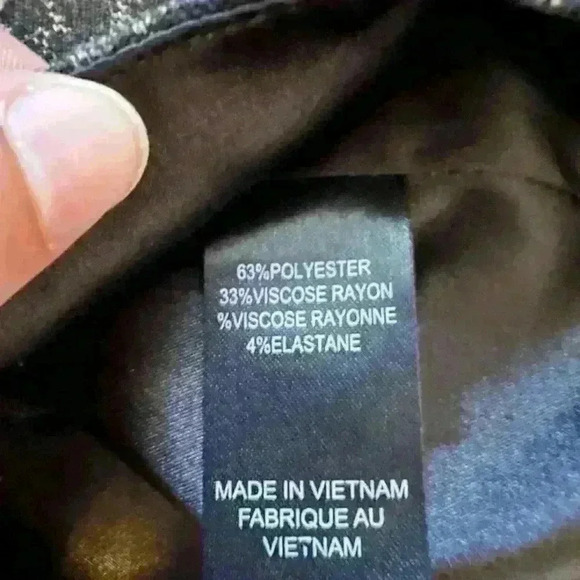 63%POLYESTER
33%VISCOSE RAYON
%VISCOSE RAYONNE
4%ELASTANE
MADE IN VIETNAM
FABRIQUE AU
VIETNAM